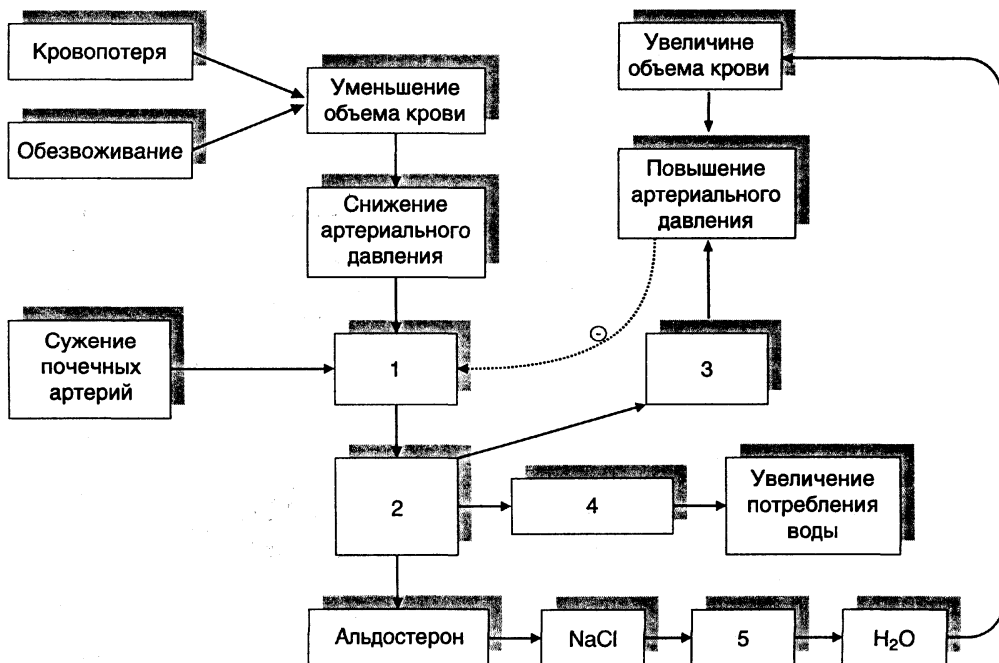 Кровопотеря
Обезвоживание
Уменьшение
объема крови
Снижение
артериального
давления
Сужение
почечных
артерий
1
2
Увеличине
объема крови
Повышение
артериального
давления
-
3
4
Увеличение
потребления
воды
Альдостерон
NaCl
5
H₂O